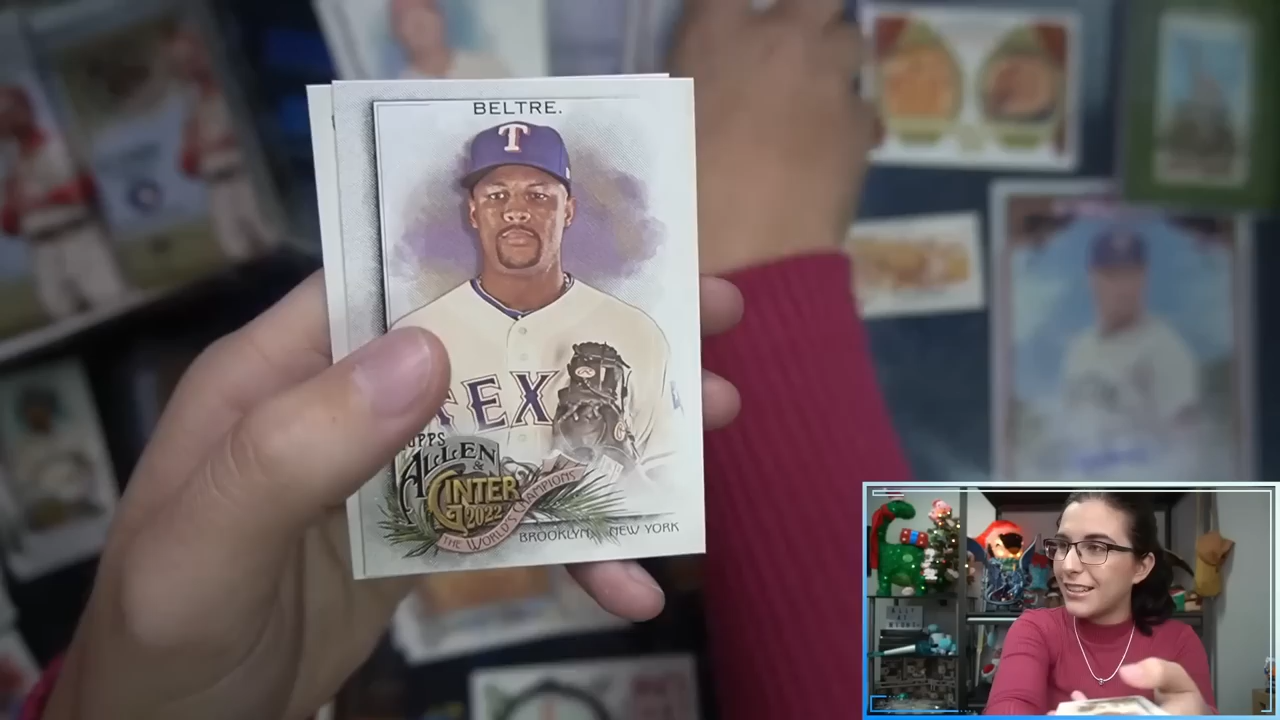 BELTRE.
T
TEX
TOPPS
ALLEN
&
GINTER
2022
THE WORLD'S CHAMPIONS
BROOKLYN, NEW YORK